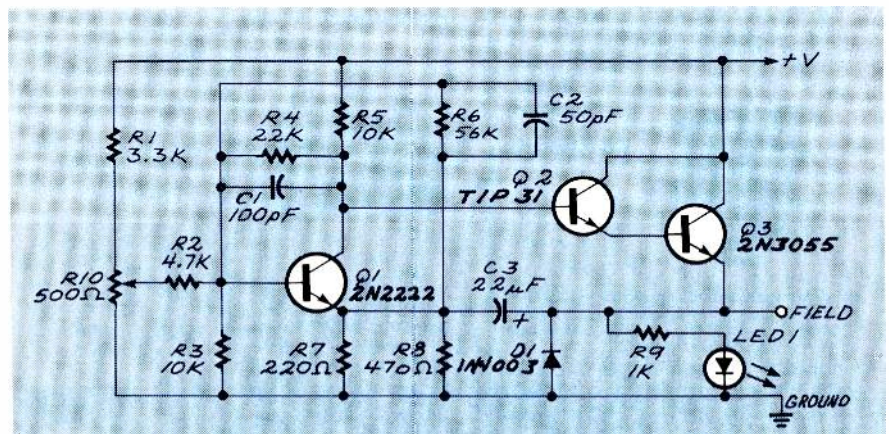 +V
R1
3.3K
R4
22K
R5
10K
R6
56K
C2
50pF
C1
100pF
Q2
TIP31
Q3
2N3055
R2
4.7K
R10
500Ω
Q1
2N2222
C3
22µF
+
FIELD
R3
10K
R7
220Ω
R8
470Ω
D1
1N4003
R9
1K
LED1
GROUND